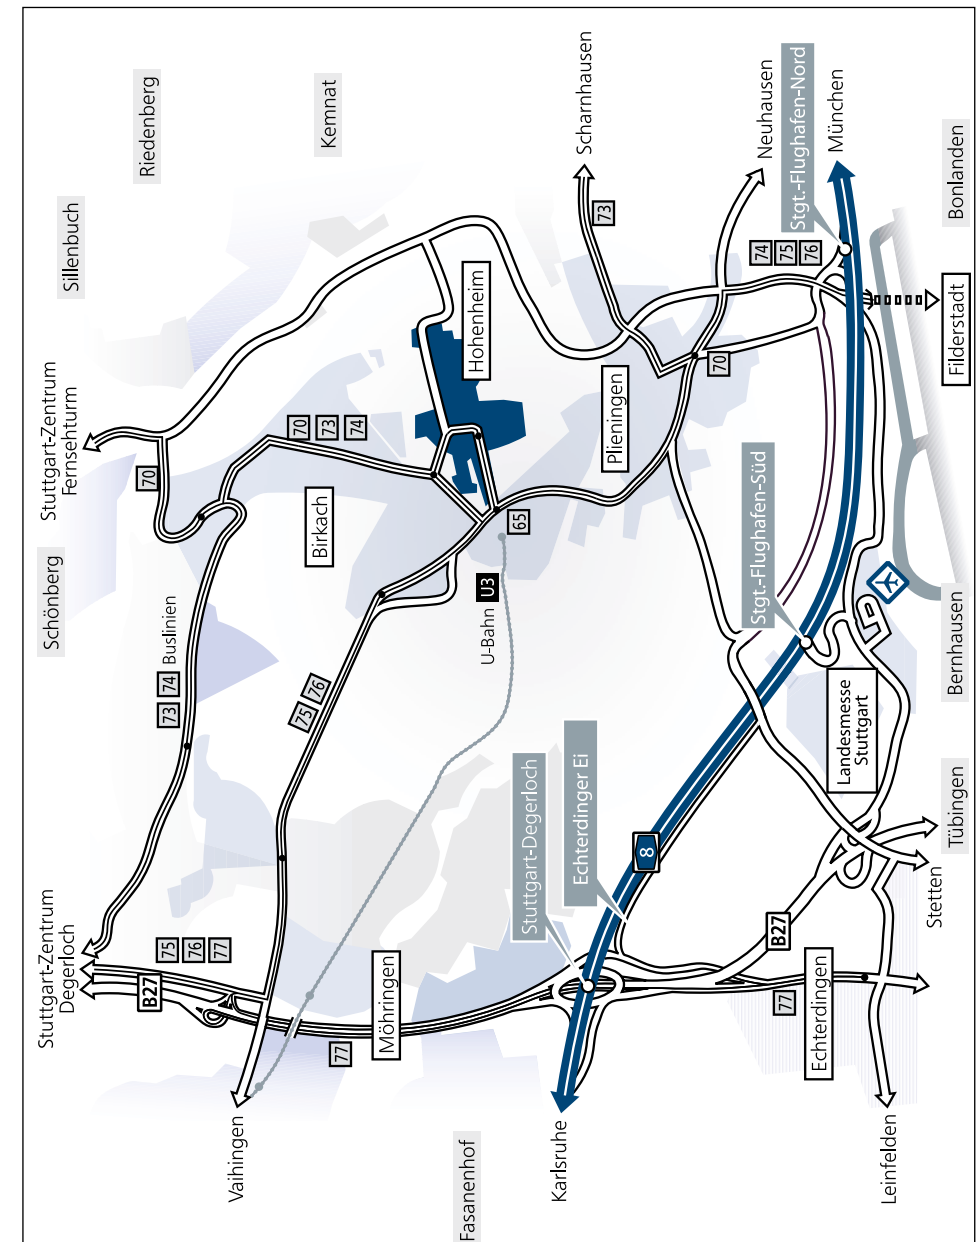 Stuttgart-Zentrum
Degerloch
Schönberg
Stuttgart-Zentrum
Fernsehturm
Sillenbuch
Riedenberg
Kemnat
B27
75
76
77
73
74
Buslinien
70
70
73
74
Birkach
75
76
Hohenheim
Scharnhausen
73
Vaihingen
77
Möhringen
U-Bahn
U3
65
Plieningen
70
Neuhausen
Stgt.-Flughafen-Nord
München
74
75
76
Fasanenhof
Karlsruhe
Stuttgart-Degerloch
Echterdinger Ei
8
Stgt.-Flughafen-Süd
B27
77
Echterdingen
Landesmesse
Stuttgart
Leinfelden
Stetten
Tübingen
Bernhausen
Filderstadt
Bonlanden